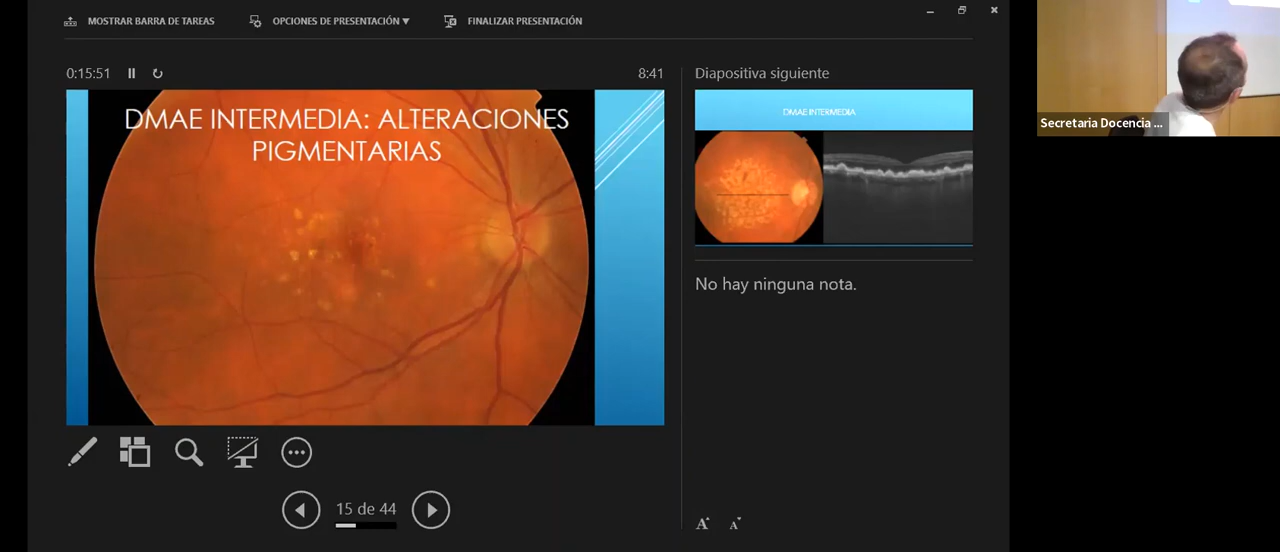 MOSTRAR BARRA DE TAREAS
OPCIONES DE PRESENTACIÓN ▼
FINALIZAR PRESENTACIÓN
0:15:51
8:41
DMAE INTERMEDIA: ALTERACIONES
PIGMENTARIAS
15 de 44
Diapositiva siguiente
DMAE INTERMEDIA
No hay ninguna nota.
A A
Secretaria Docencia ...